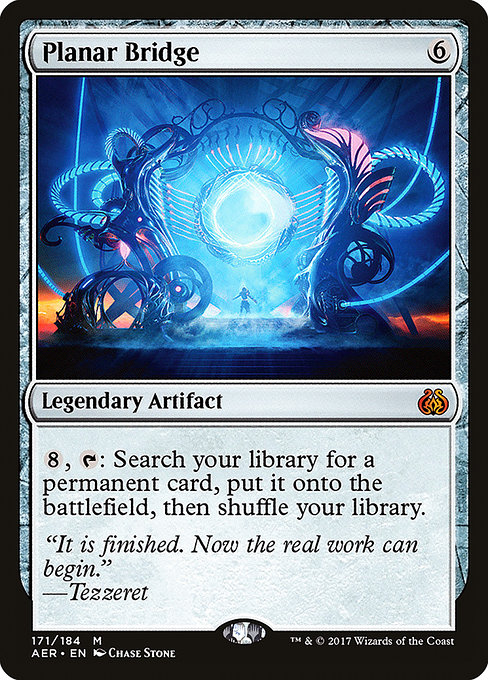 Planar Bridge 6
Legendary Artifact
8, : Search your library for a
permanent card, put it onto the
battlefield, then shuffle your library.
“It is finished. Now the real work can
begin.”
—Tezzeret
171/184 M
AER • EN CHASE STONE
™ & © 2017 Wizards of the Coast